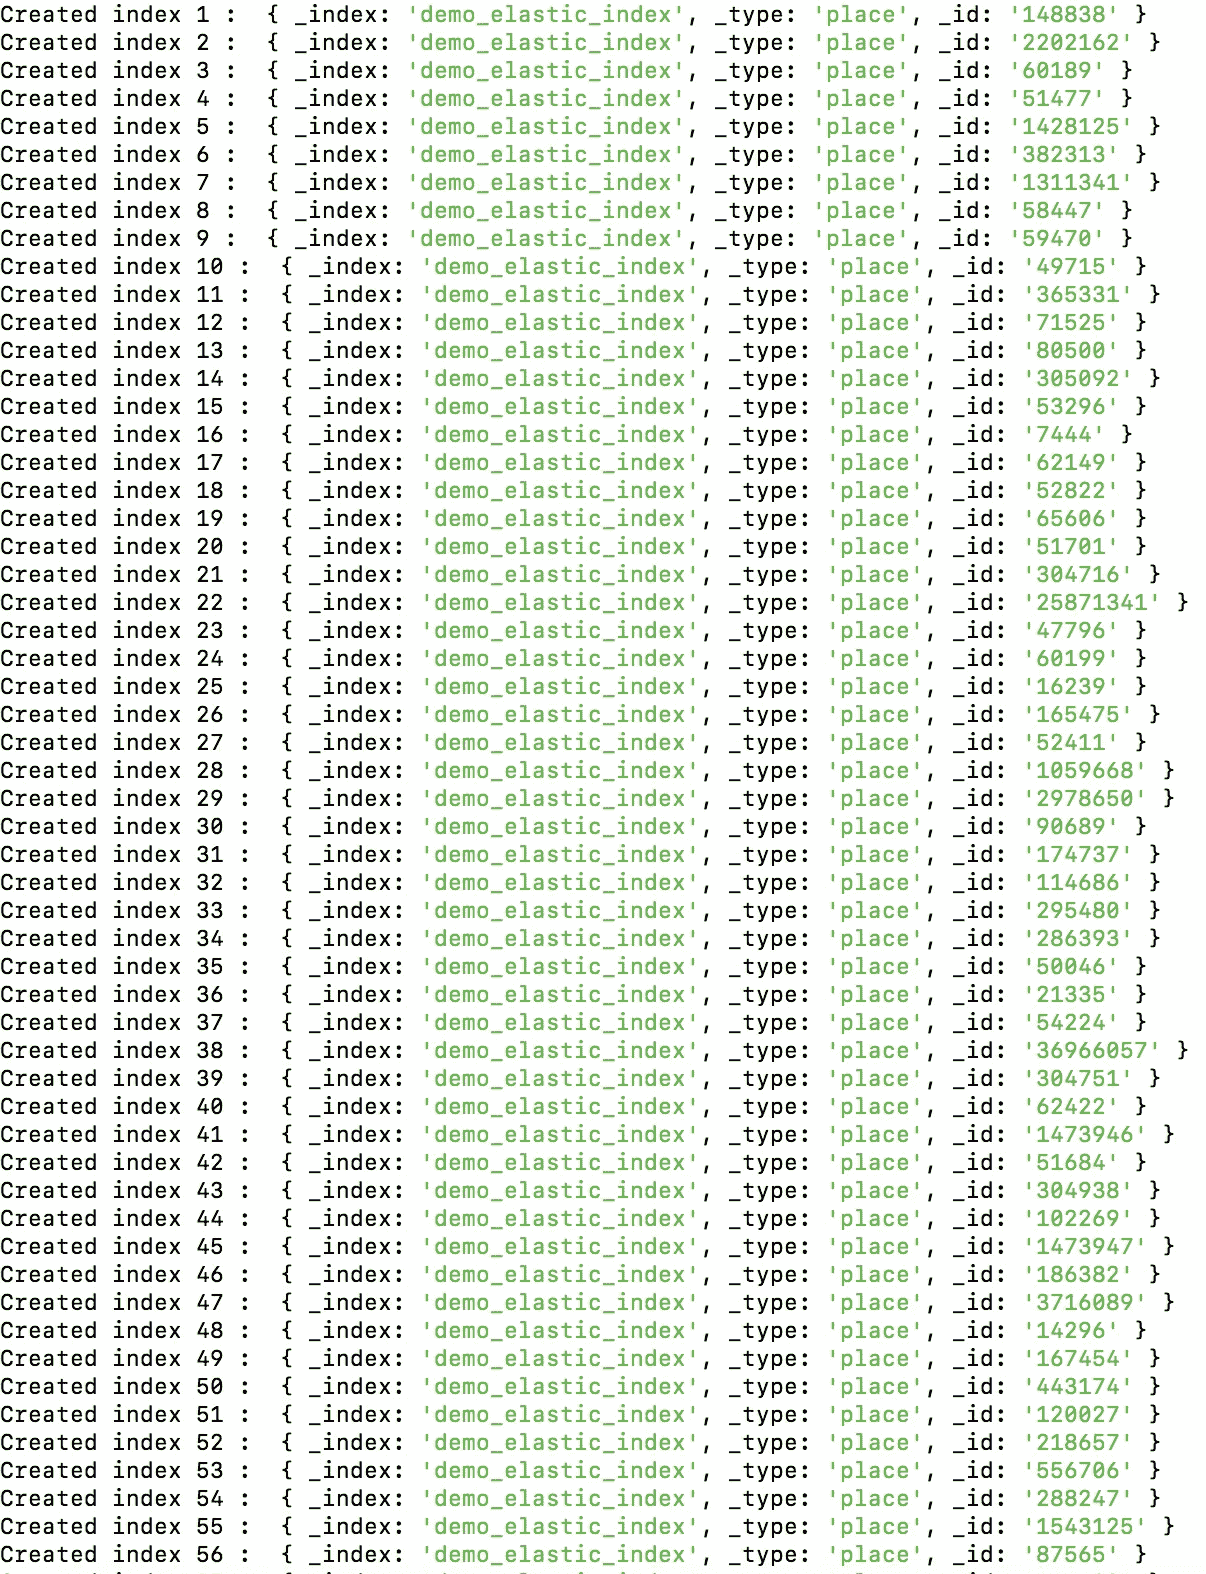 Created index 1 :  { _index: 'demo_elastic_index', _type: 'place', _id: '148838' }
Created index 2 :  { _index: 'demo_elastic_index', _type: 'place', _id: '2202162' }
Created index 3 :  { _index: 'demo_elastic_index', _type: 'place', _id: '60189' }
Created index 4 :  { _index: 'demo_elastic_index', _type: 'place', _id: '51477' }
Created index 5 :  { _index: 'demo_elastic_index', _type: 'place', _id: '1428125' }
Created index 6 :  { _index: 'demo_elastic_index', _type: 'place', _id: '382313' }
Created index 7 :  { _index: 'demo_elastic_index', _type: 'place', _id: '1311341' }
Created index 8 :  { _index: 'demo_elastic_index', _type: 'place', _id: '58447' }
Created index 9 :  { _index: 'demo_elastic_index', _type: 'place', _id: '59470' }
Created index 10 :  { _index: 'demo_elastic_index', _type: 'place', _id: '49715' }
Created index 11 :  { _index: 'demo_elastic_index', _type: 'place', _id: '365331' }
Created index 12 :  { _index: 'demo_elastic_index', _type: 'place', _id: '71525' }
Created index 13 :  { _index: 'demo_elastic_index', _type: 'place', _id: '80500' }
Created index 14 :  { _index: 'demo_elastic_index', _type: 'place', _id: '305092' }
Created index 15 :  { _index: 'demo_elastic_index', _type: 'place', _id: '53296' }
Created index 16 :  { _index: 'demo_elastic_index', _type: 'place', _id: '7444' }
Created index 17 :  { _index: 'demo_elastic_index', _type: 'place', _id: '62149' }
Created index 18 :  { _index: 'demo_elastic_index', _type: 'place', _id: '52822' }
Created index 19 :  { _index: 'demo_elastic_index', _type: 'place', _id: '65606' }
Created index 20 :  { _index: 'demo_elastic_index', _type: 'place', _id: '51701' }
Created index 21 :  { _index: 'demo_elastic_index', _type: 'place', _id: '304716' }
Created index 22 :  { _index: 'demo_elastic_index', _type: 'place', _id: '25871341' }
Created index 23 :  { _index: 'demo_elastic_index', _type: 'place', _id: '47796' }
Created index 24 :  { _index: 'demo_elastic_index', _type: 'place', _id: '60199' }
Created index 25 :  { _index: 'demo_elastic_index', _type: 'place', _id: '16239' }
Created index 26 :  { _index: 'demo_elastic_index', _type: 'place', _id: '165475' }
Created index 27 :  { _index: 'demo_elastic_index', _type: 'place', _id: '52411' }
Created index 28 :  { _index: 'demo_elastic_index', _type: 'place', _id: '1059668' }
Created index 29 :  { _index: 'demo_elastic_index', _type: 'place', _id: '2978650' }
Created index 30 :  { _index: 'demo_elastic_index', _type: 'place', _id: '90689' }
Created index 31 :  { _index: 'demo_elastic_index', _type: 'place', _id: '174737' }
Created index 32 :  { _index: 'demo_elastic_index', _type: 'place', _id: '114686' }
Created index 33 :  { _index: 'demo_elastic_index', _type: 'place', _id: '295480' }
Created index 34 :  { _index: 'demo_elastic_index', _type: 'place', _id: '286393' }
Created index 35 :  { _index: 'demo_elastic_index', _type: 'place', _id: '50046' }
Created index 36 :  { _index: 'demo_elastic_index', _type: 'place', _id: '21335' }
Created index 37 :  { _index: 'demo_elastic_index', _type: 'place', _id: '54224' }
Created index 38 :  { _index: 'demo_elastic_index', _type: 'place', _id: '36966057' }
Created index 39 :  { _index: 'demo_elastic_index', _type: 'place', _id: '304751' }
Created index 40 :  { _index: 'demo_elastic_index', _type: 'place', _id: '62422' }
Created index 41 :  { _index: 'demo_elastic_index', _type: 'place', _id: '1473946' }
Created index 42 :  { _index: 'demo_elastic_index', _type: 'place', _id: '51684' }
Created index 43 :  { _index: 'demo_elastic_index', _type: 'place', _id: '304938' }
Created index 44 :  { _index: 'demo_elastic_index', _type: 'place', _id: '102269' }
Created index 45 :  { _index: 'demo_elastic_index', _type: 'place', _id: '1473947' }
Created index 46 :  { _index: 'demo_elastic_index', _type: 'place', _id: '186382' }
Created index 47 :  { _index: 'demo_elastic_index', _type: 'place', _id: '3716089' }
Created index 48 :  { _index: 'demo_elastic_index', _type: 'place', _id: '14296' }
Created index 49 :  { _index: 'demo_elastic_index', _type: 'place', _id: '167454' }
Created index 50 :  { _index: 'demo_elastic_index', _type: 'place', _id: '443174' }
Created index 51 :  { _index: 'demo_elastic_index', _type: 'place', _id: '120027' }
Created index 52 :  { _index: 'demo_elastic_index', _type: 'place', _id: '218657' }
Created index 53 :  { _index: 'demo_elastic_index', _type: 'place', _id: '556706' }
Created index 54 :  { _index: 'demo_elastic_index', _type: 'place', _id: '288247' }
Created index 55 :  { _index: 'demo_elastic_index', _type: 'place', _id: '1543125' }
Created index 56 :  { _index: 'demo_elastic_index', _type: 'place', _id: '87565' }